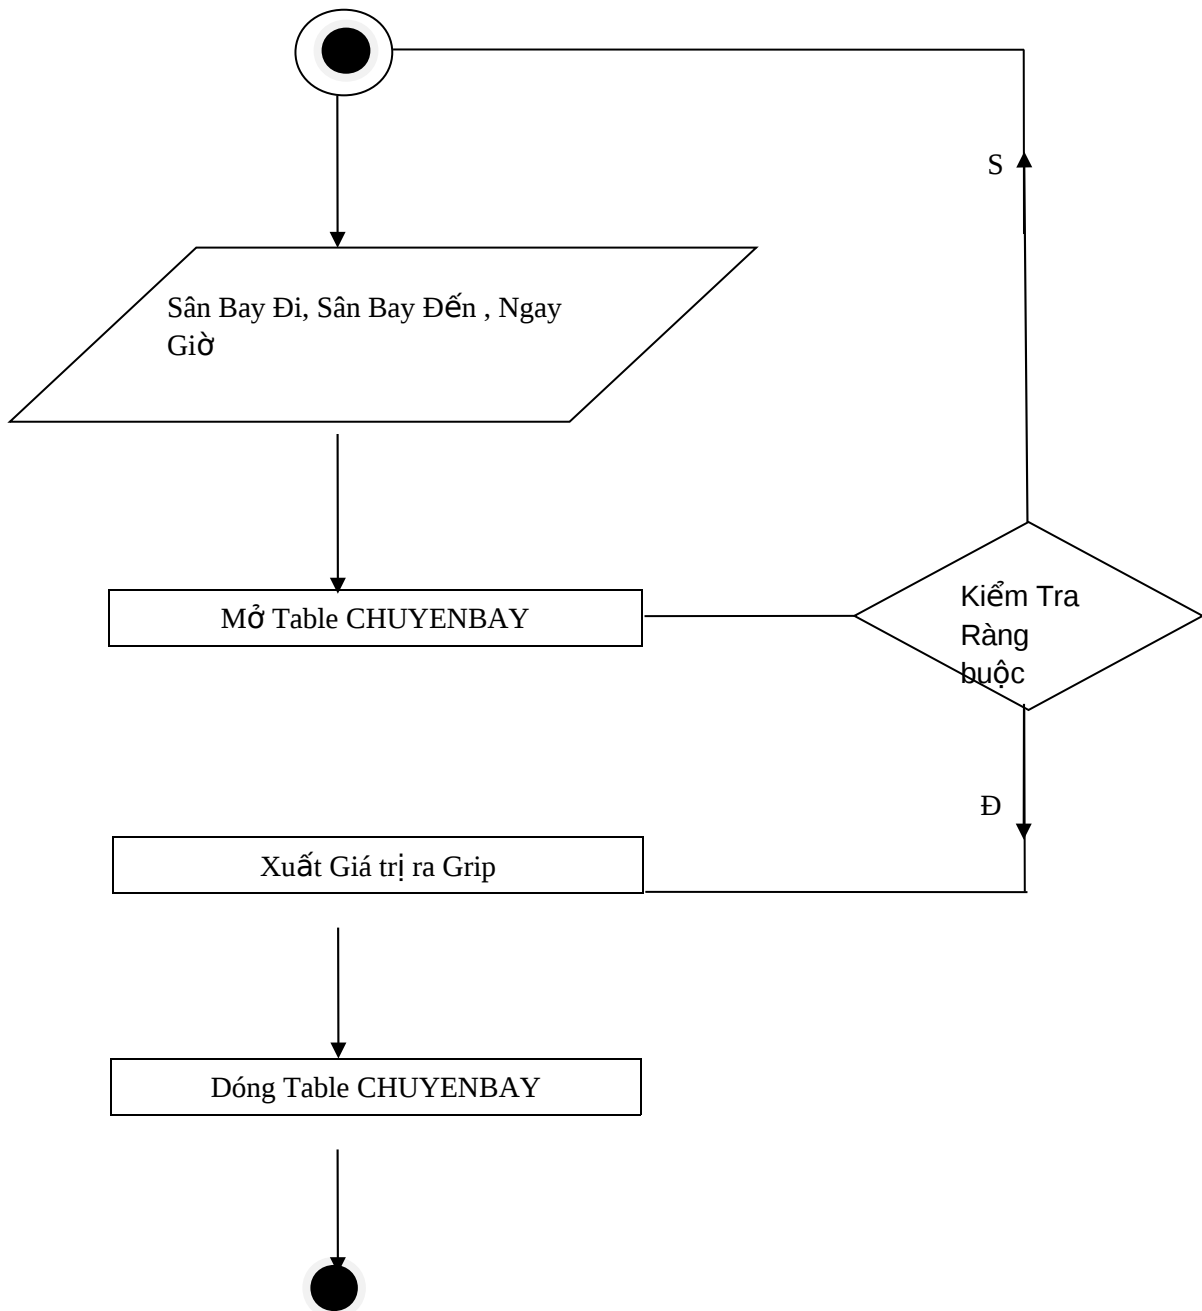 S
Sân Bay Đi, Sân Bay Đến , Ngay
Giờ
Mở Table CHUYENBAY
Kiểm Tra
Ràng
buộc
Đ
Xuất Giá trị ra Grip
Dóng Table CHUYENBAY